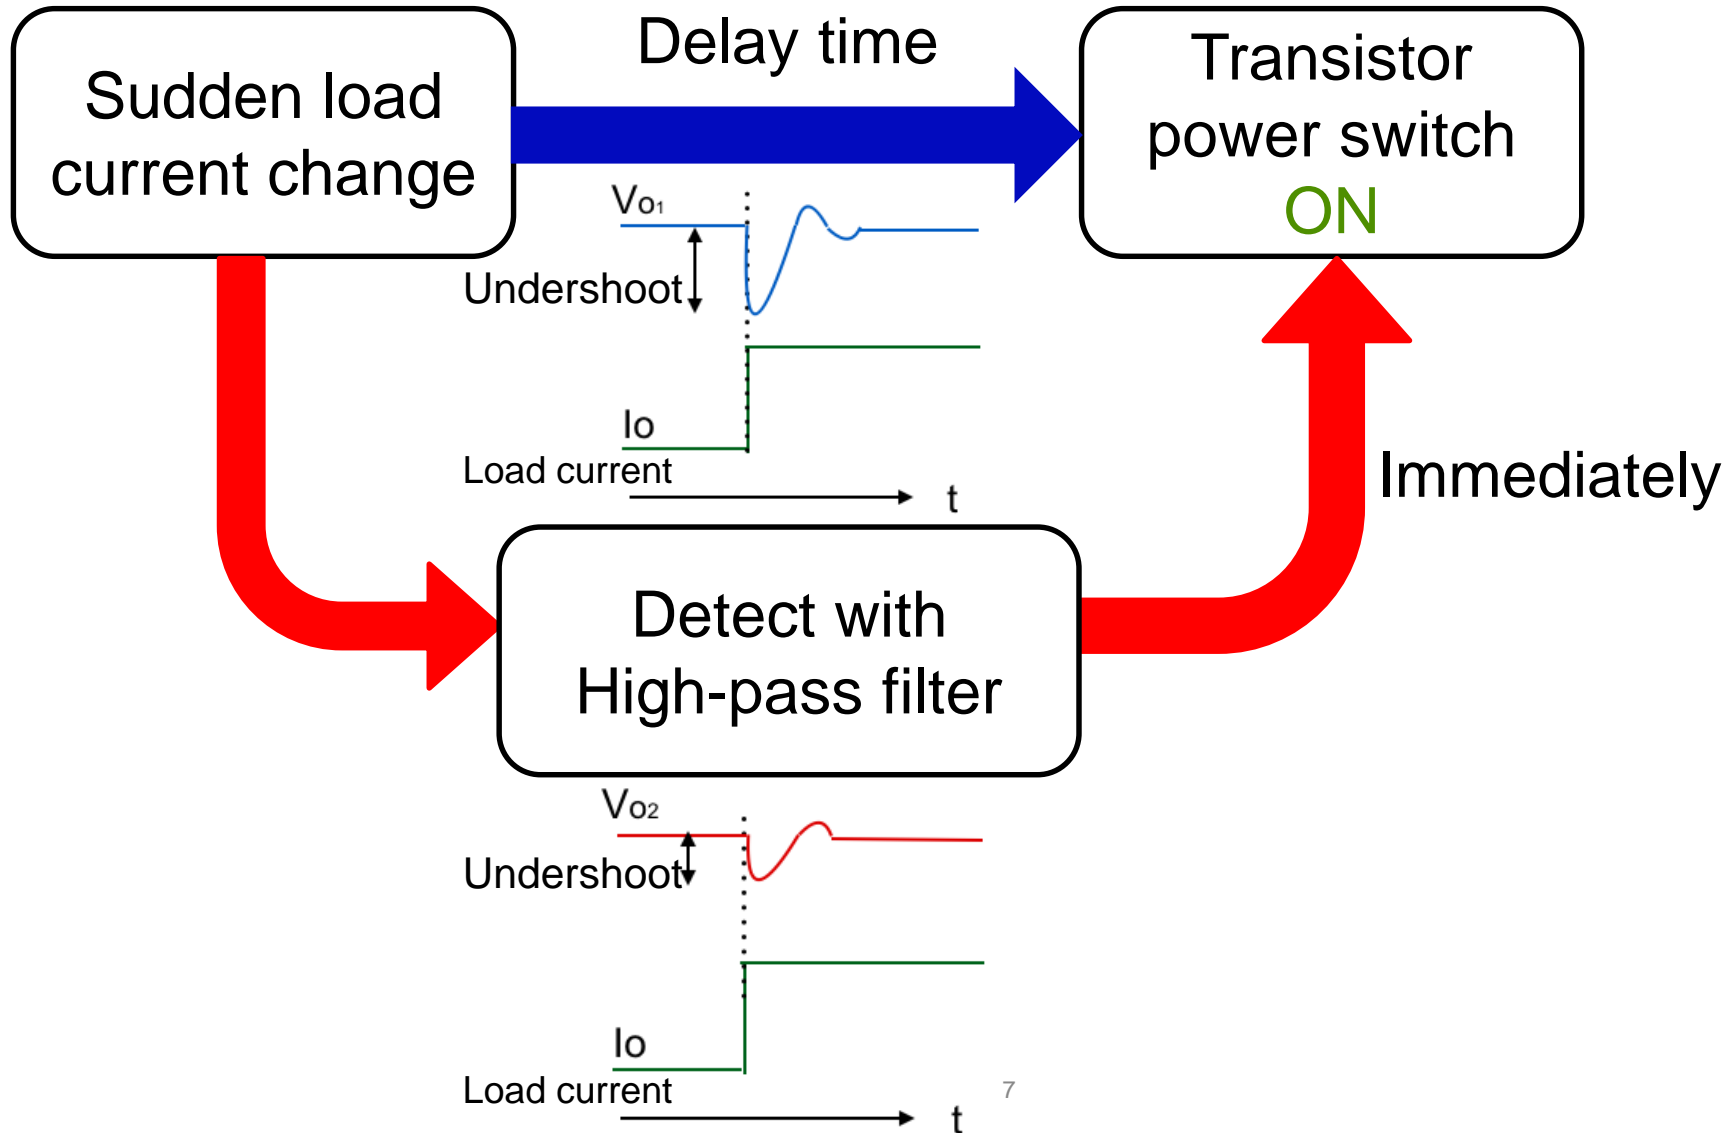 Sudden load
current change
Delay time
Transistor
power switch
ON
Vo1
Undershoot
Io
Load current
t
Immediately
Detect with
High-pass filter
Vo2
Undershoot
Io
Load current
t
7